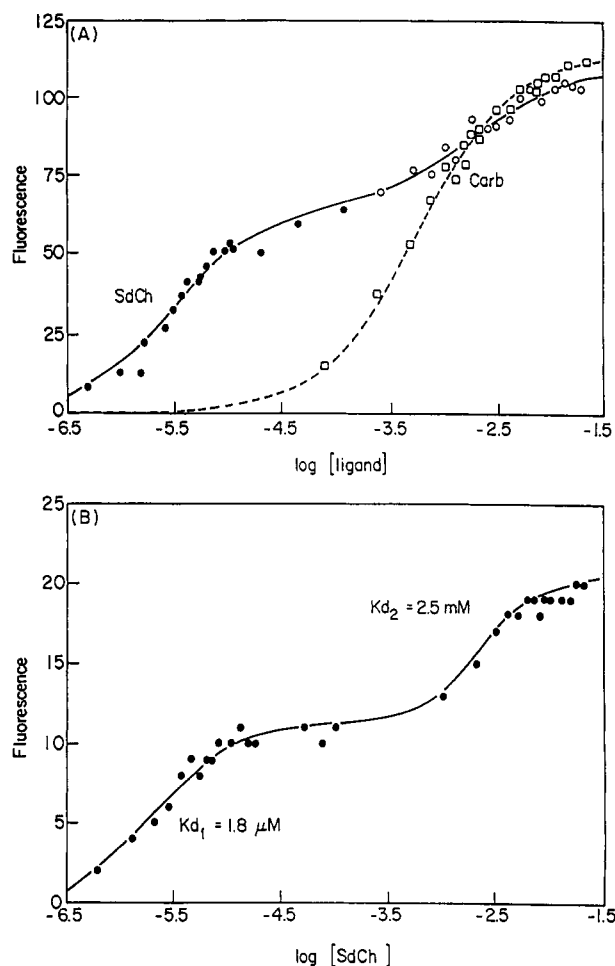 (A)
125
100
75
50
25
0
Fluorescence
SdCh
Carb
-6.5 -5.5 -4.5 -3.5 -2.5 -1.5
log [ligand]
(B)
25
20
15
10
5
0
Fluorescence
Kd₂ = 2.5 mM
Kd₁ = 1.8 μM
-6.5 -5.5 -4.5 -3.5 -2.5 -1.5
log [SdCh]